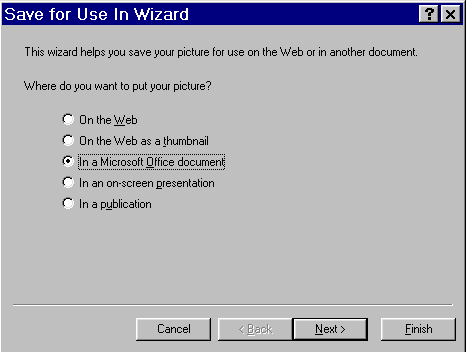 Save for Use In Wizard
This wizard helps you save your picture for use on the Web or in another document.
Where do you want to put your picture?
On the Web
On the Web as a thumbnail
In a Microsoft Office document
In an on-screen presentation
In a publication
Cancel < Back Next > Finish